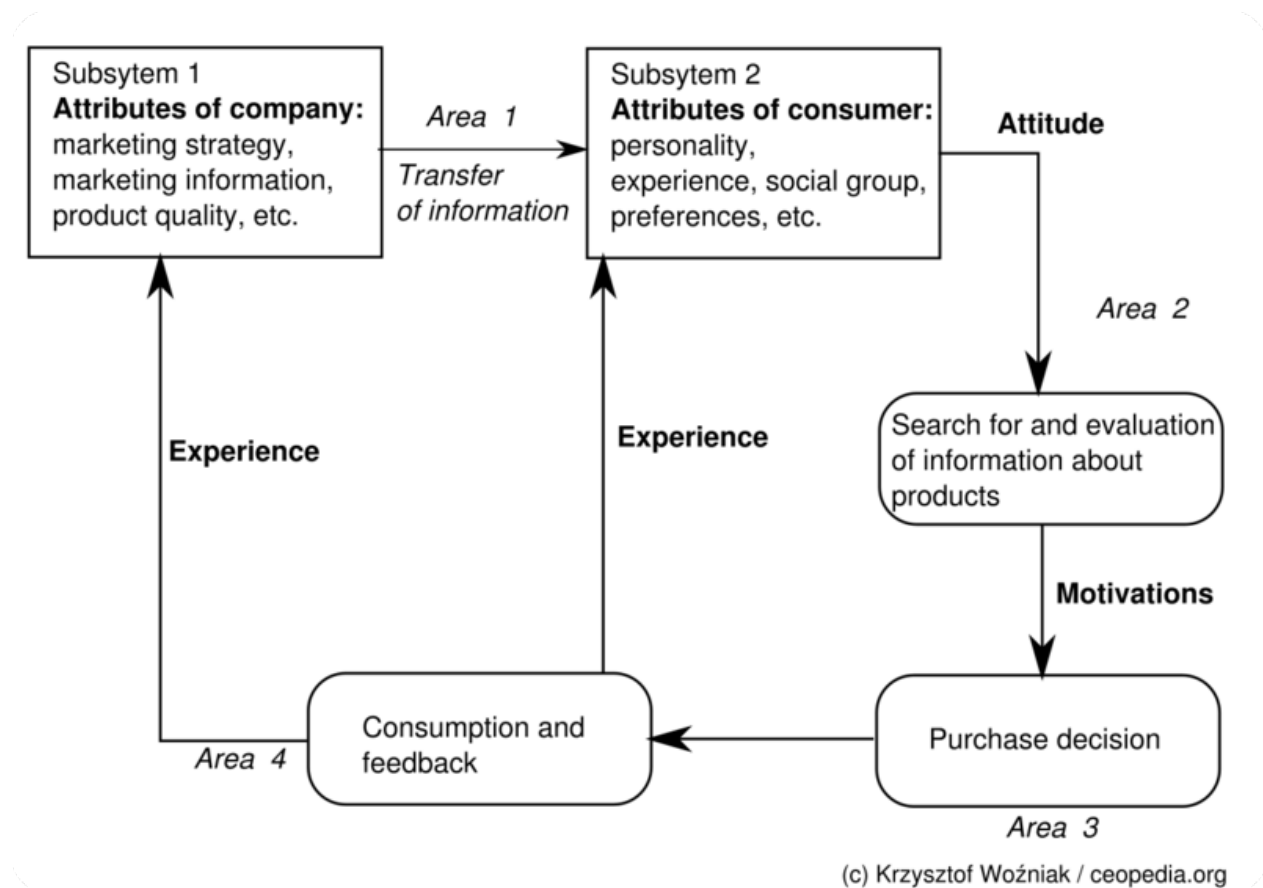 Subsytem 1
Attributes of company:
marketing strategy,
marketing information,
product quality, etc.
Area 1
Transfer
of information
Subsytem 2
Attributes of consumer:
personality,
experience, social group,
preferences, etc.
Attitude
Area 2
Search for and evaluation
of information about
products
Motivations
Purchase decision
Area 3
Consumption and
feedback
Experience
Experience
Area 4
(c) Krzysztof Woźniak / ceopedia.org